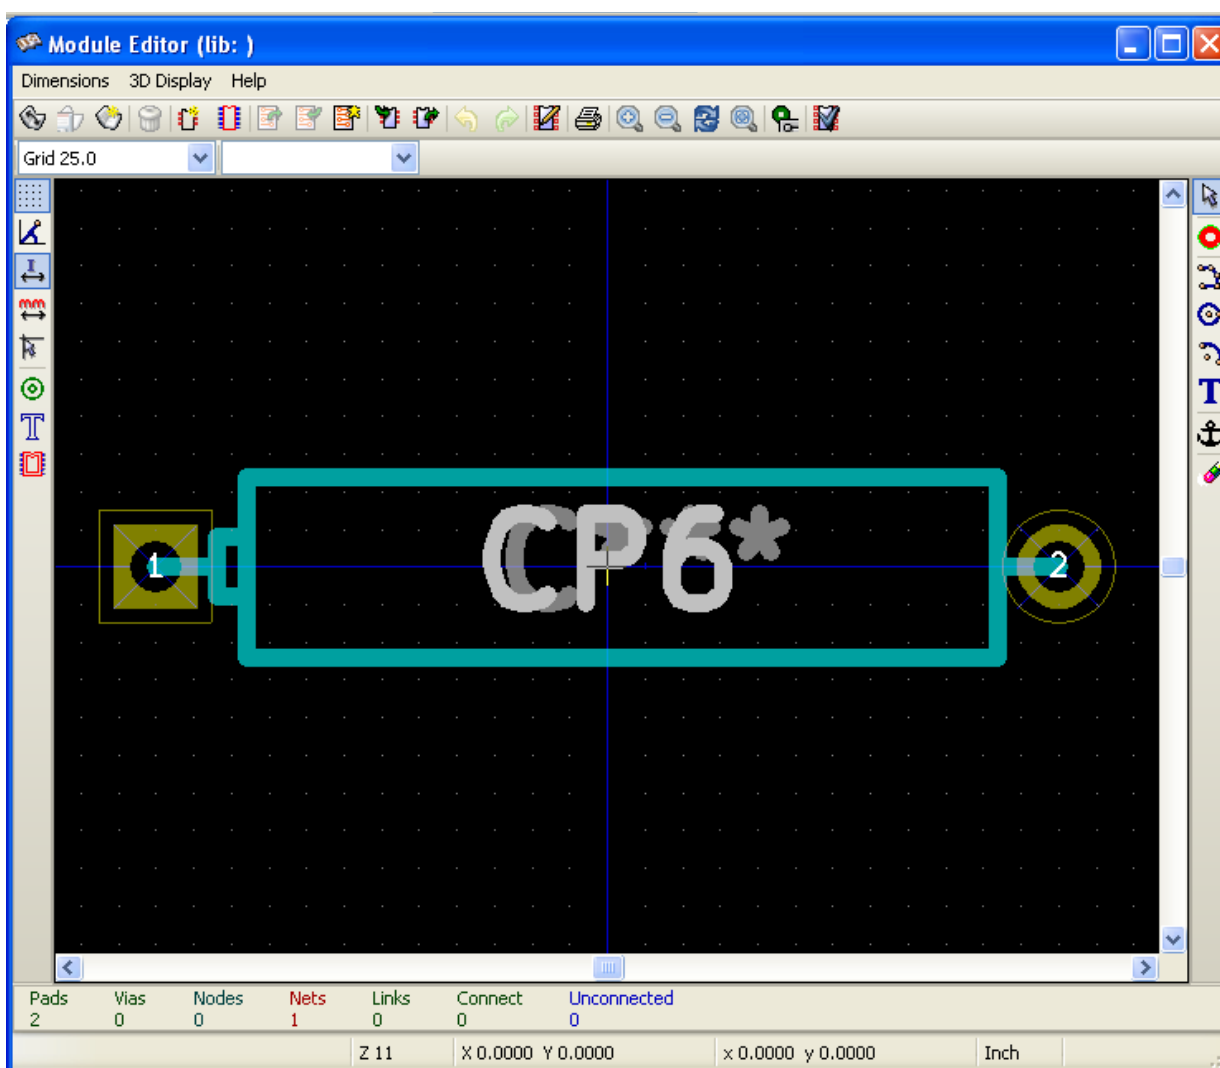 Module Editor (lib: )
Dimensions 3D Display Help
Grid 25.0
CP6*
1
2
Pads Vias Nodes Nets Links Connect Unconnected
2 0 0 1 0 0 0
Z 11 X 0.0000 Y 0.0000 x 0.0000 y 0.0000 Inch